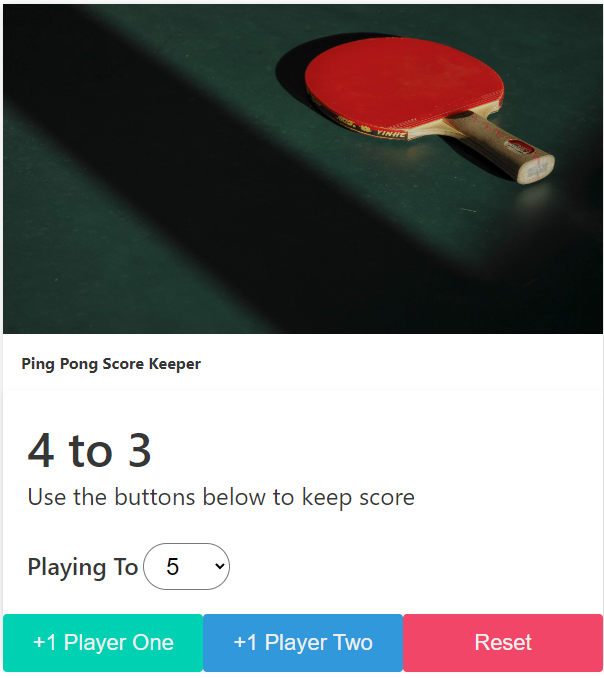 YINHE
Ping Pong Score Keeper
4 to 3
Use the buttons below to keep score
Playing To 5
+1 Player One +1 Player Two Reset